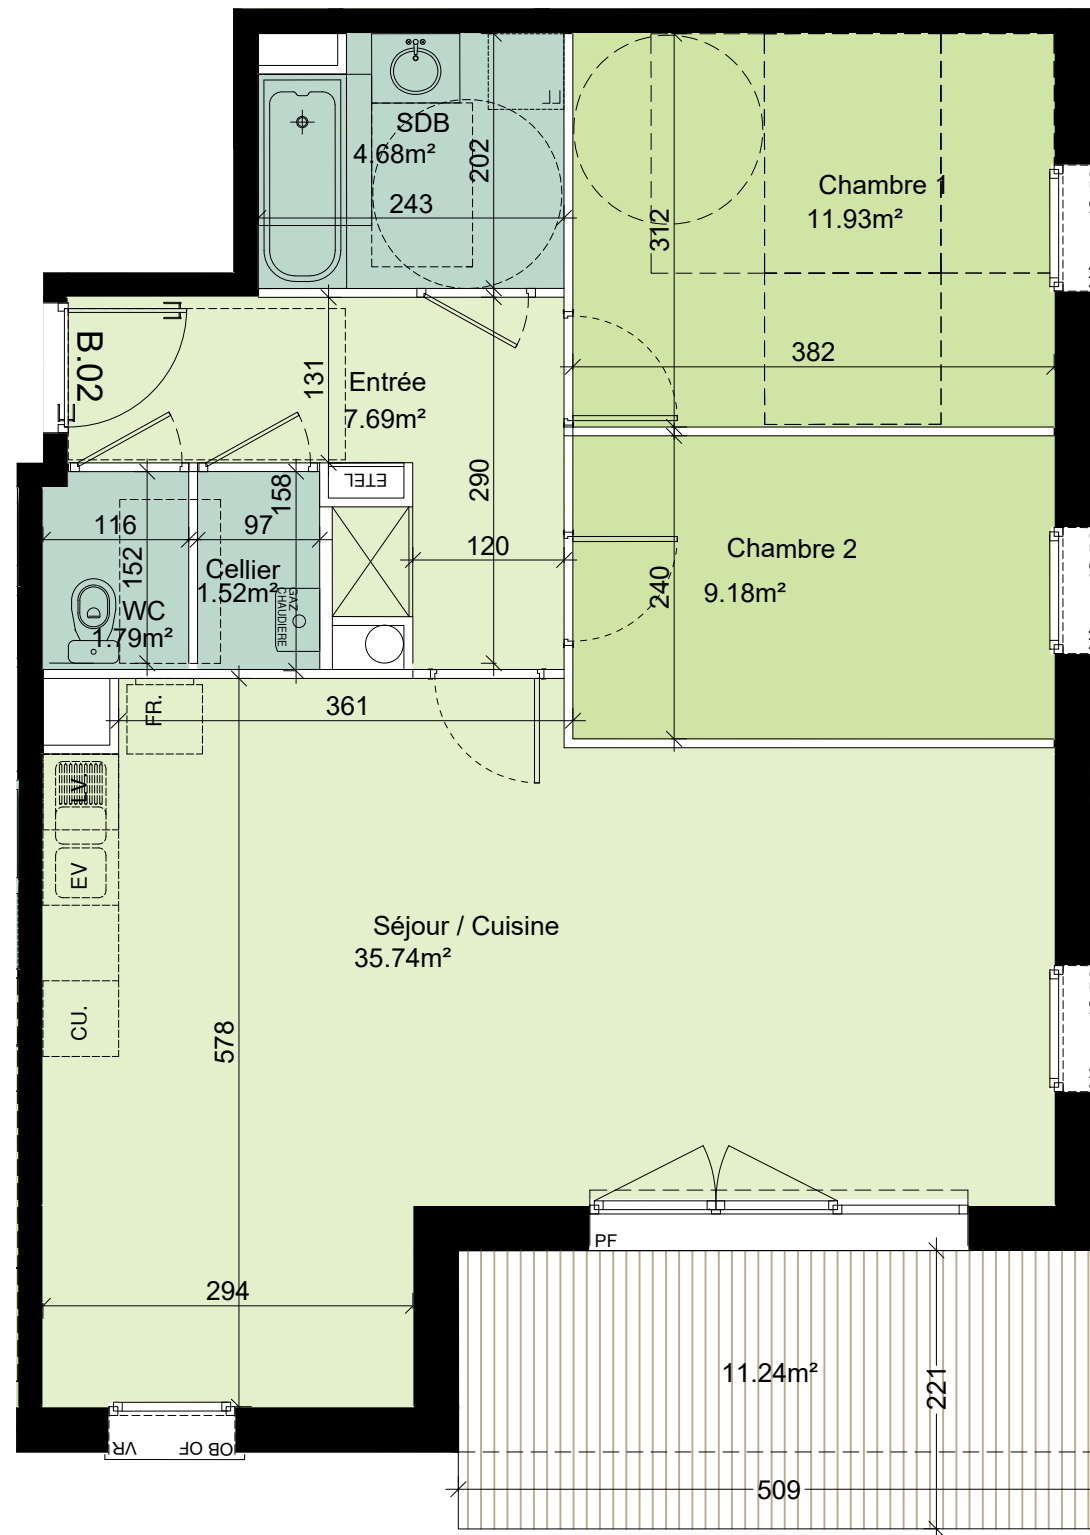 SDB
4.68m²
202
243
Chambre 1
11.93m²
312
382
B.02
131
Entrée
7.69m²
ETEL
158
290
116
97
120
152
Cellier
1.52m²
GAZ
CHAUDIERE
WC
1.79m²
Chambre 2
9.18m²
240
361
FR.
LV.
EV
CU.
Séjour / Cuisine
35.74m²
578
PF
294
11.24m²
221
VR
OB OF
509